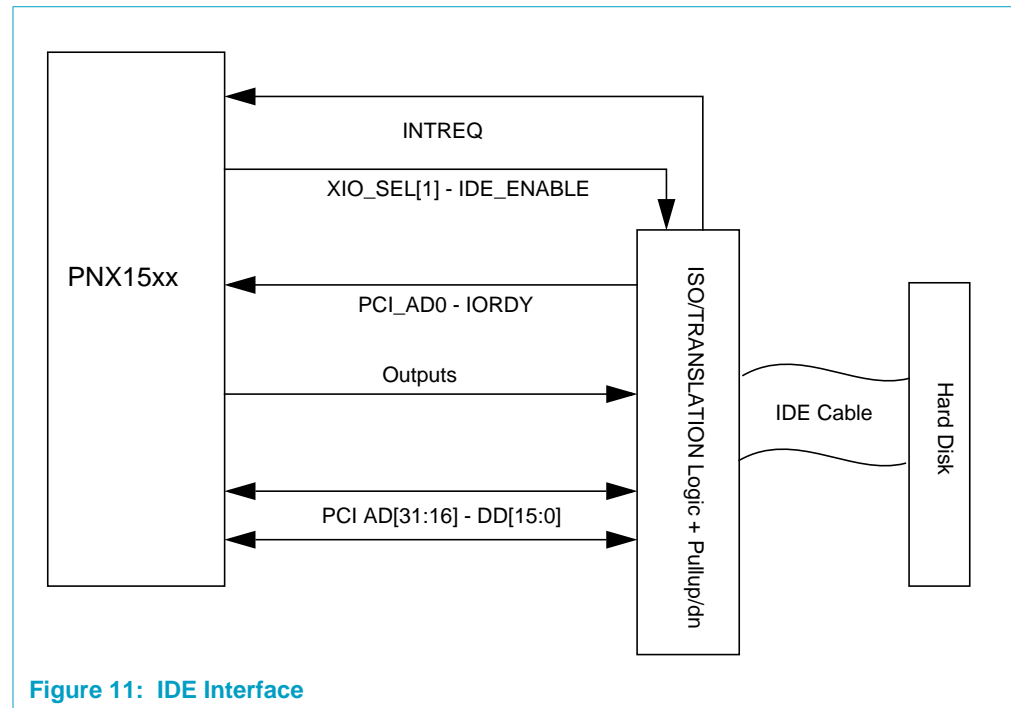 INTREQ
XIO_SEL[1] - IDE_ENABLE
PNX15xx
PCI_AD0 - IORDY
Outputs
PCI AD[31:16] - DD[15:0]
ISO/TRANSLATION Logic + Pullup/dn
IDE Cable
Hard Disk
Figure 11: IDE Interface